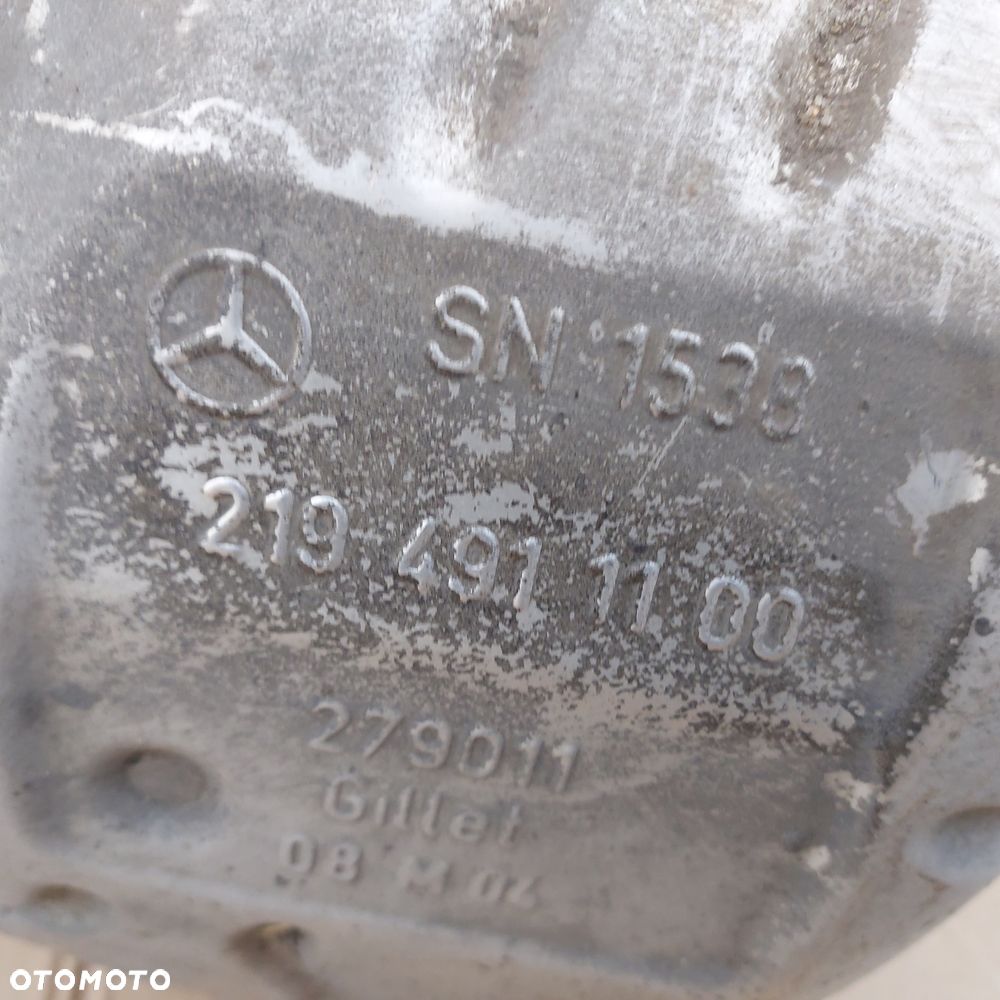 SN 1538
219 491 11 00
279011
Gillet
08 M 04
OTOMOTO